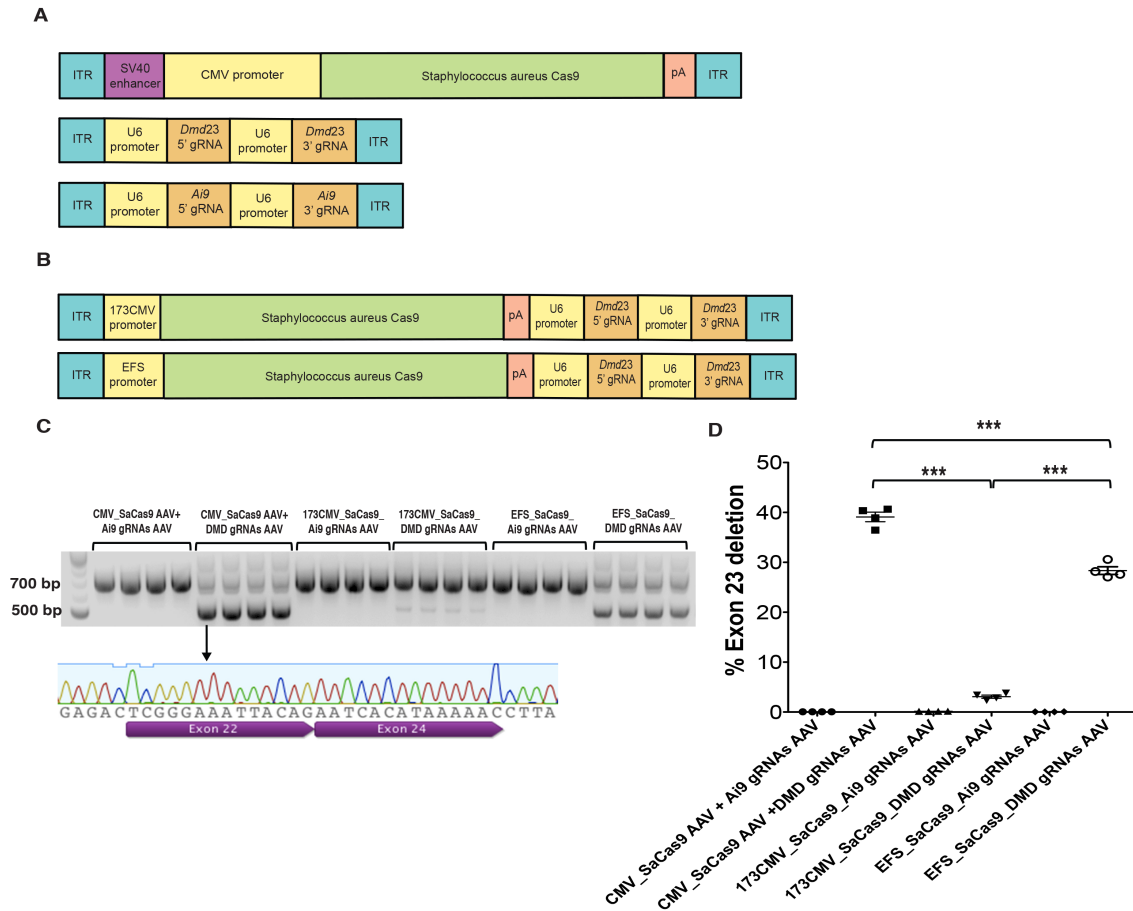 A
ITR
SV40
enhancer
CMV promoter
Staphylococcus aureus Cas9
pA
ITR
ITR
U6
promoter
Dmd23
5' gRNA
U6
promoter
Dmd23
3' gRNA
ITR
ITR
U6
promoter
Ai9
5' gRNA
U6
promoter
Ai9
3' gRNA
ITR
B
ITR
173CMV
promoter
Staphylococcus aureus Cas9
pA
U6
promoter
Dmd23
5' gRNA
U6
promoter
Dmd23
3' gRNA
ITR
ITR
EFS
promoter
Staphylococcus aureus Cas9
pA
U6
promoter
Dmd23
5' gRNA
U6
promoter
Dmd23
3' gRNA
ITR
C
CMV_SaCas9 AAV+
Ai9 gRNAs AAV
CMV_SaCas9 AAV+
DMD gRNAs AAV
173CMV_SaCas9_
Ai9 gRNAs AAV
173CMV_SaCas9_
DMD gRNAs AAV
EFS_SaCas9_
Ai9 gRNAs AAV
EFS_SaCas9_
DMD gRNAs AAV
700 bp
500 bp
GAGACTCGGGAAATTACAGAATCACATAAAAACCTTA
Exon 22
Exon 24
D
***
***
***
% Exon 23 deletion
50
40
30
20
10
0
CMV_SaCas9 AAV + Ai9 gRNAs AAV
CMV_SaCas9 AAV +DMD gRNAs AAV
173CMV_SaCas9_Ai9 gRNAs AAV
173CMV_SaCas9_DMD gRNAs AAV
EFS_SaCas9_Ai9 gRNAs AAV
EFS_SaCas9_DMD gRNAs AAV